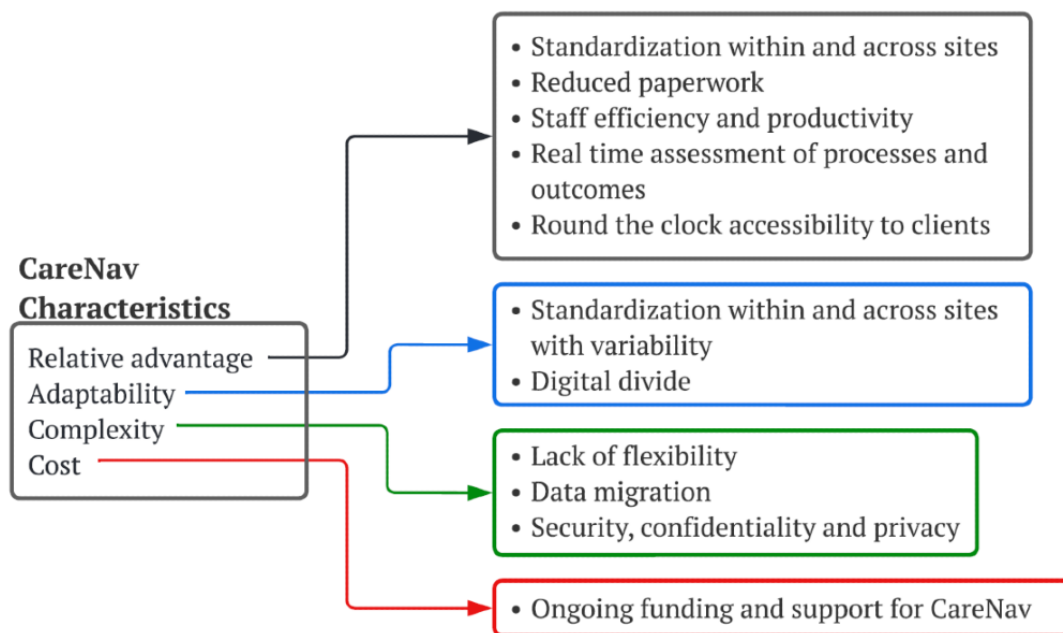 CareNav
Characteristics
Relative advantage
Adaptability
Complexity
Cost
• Standardization within and across sites
• Reduced paperwork
• Staff efficiency and productivity
• Real time assessment of processes and
outcomes
• Round the clock accessibility to clients
• Standardization within and across sites
with variability
• Digital divide
• Lack of flexibility
• Data migration
• Security, confidentiality and privacy
• Ongoing funding and support for CareNav